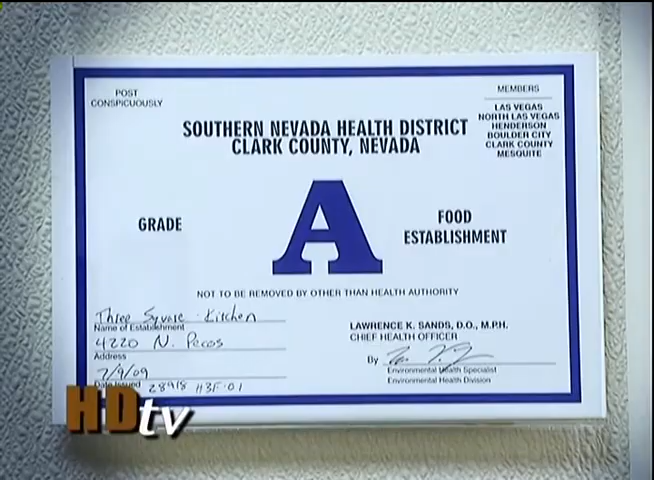 POST
CONSPICUOUSLY
MEMBERS
LAS VEGAS
NORTH LAS VEGAS
HENDERSON
BOULDER CITY
CLARK COUNTY
MESQUITE
SOUTHERN NEVADA HEALTH DISTRICT
CLARK COUNTY, NEVADA
GRADE
A
FOOD
ESTABLISHMENT
NOT TO BE REMOVED BY OTHER THAN HEALTH AUTHORITY
Three Square Kitchen
Name of Establishment
4220 N. Pecos
Address
7/9/09
Date Issued 28918 H3F-01
LAWRENCE K. SANDS, D.O., M.P.H.
CHIEF HEALTH OFFICER
By
Environmental Health Specialist
Environmental Health Division
HDtv